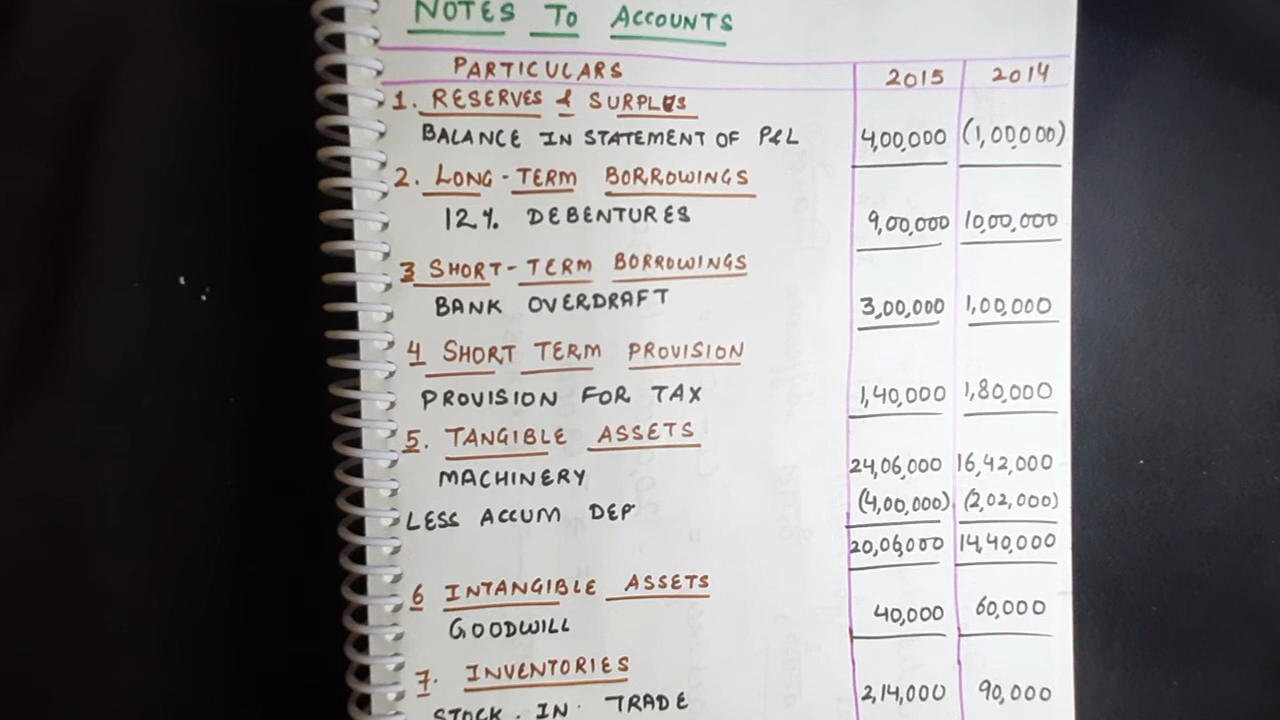 NOTES TO ACCOUNTS
PARTICULARS 2015 2014
1. RESERVES & SURPLUS
BALANCE IN STATEMENT OF P&L 4,00,000 (1,00,000)
2. LONG-TERM BORROWINGS
12% DEBENTURES 9,00,000 10,00,000
3 SHORT-TERM BORROWINGS
BANK OVERDRAFT 3,00,000 1,00,000
4 SHORT TERM PROVISION
PROVISION FOR TAX 1,40,000 1,80,000
5. TANGIBLE ASSETS
MACHINERY 24,06,000 16,42,000
LESS ACCUM DEP (4,00,000) (2,02,000)
20,06,000 14,40,000
6 INTANGIBLE ASSETS
GOODWILL 40,000 60,000
7. INVENTORIES
STOCK. IN. TRADE 2,14,000 90,000